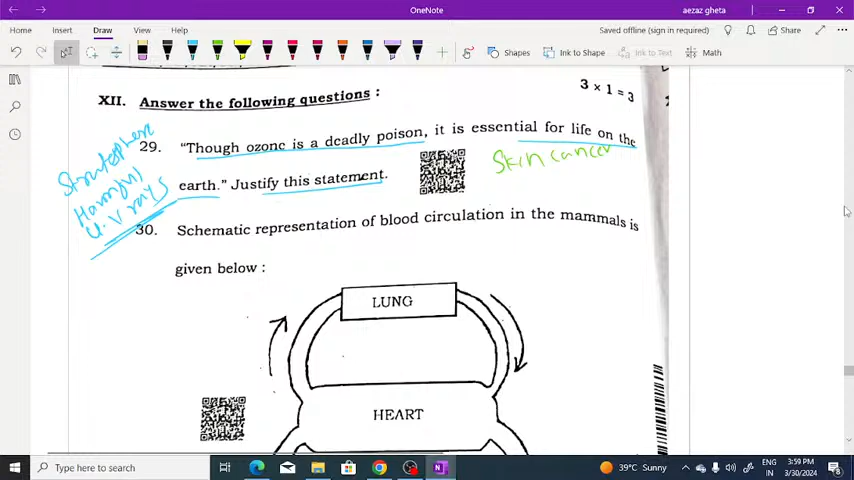 OneNote
aezaz gheta
Home
Insert
Draw
View
Help
Saved offline (sign in required)
Share
Shapes
Ink to Shape
Ink to Text
Math
XII. Answer the following questions :
3 × 1 = 3
29. "Though ozone is a deadly poison, it is essential for life on the
earth." Justify this statement.
Skin cancer
Stratosphere
Harmful
U.V rays
30. Schematic representation of blood circulation in the mammals is
given below :
LUNG
HEART
Type here to search
39°C Sunny
ENG
IN
3:59 PM
3/30/2024